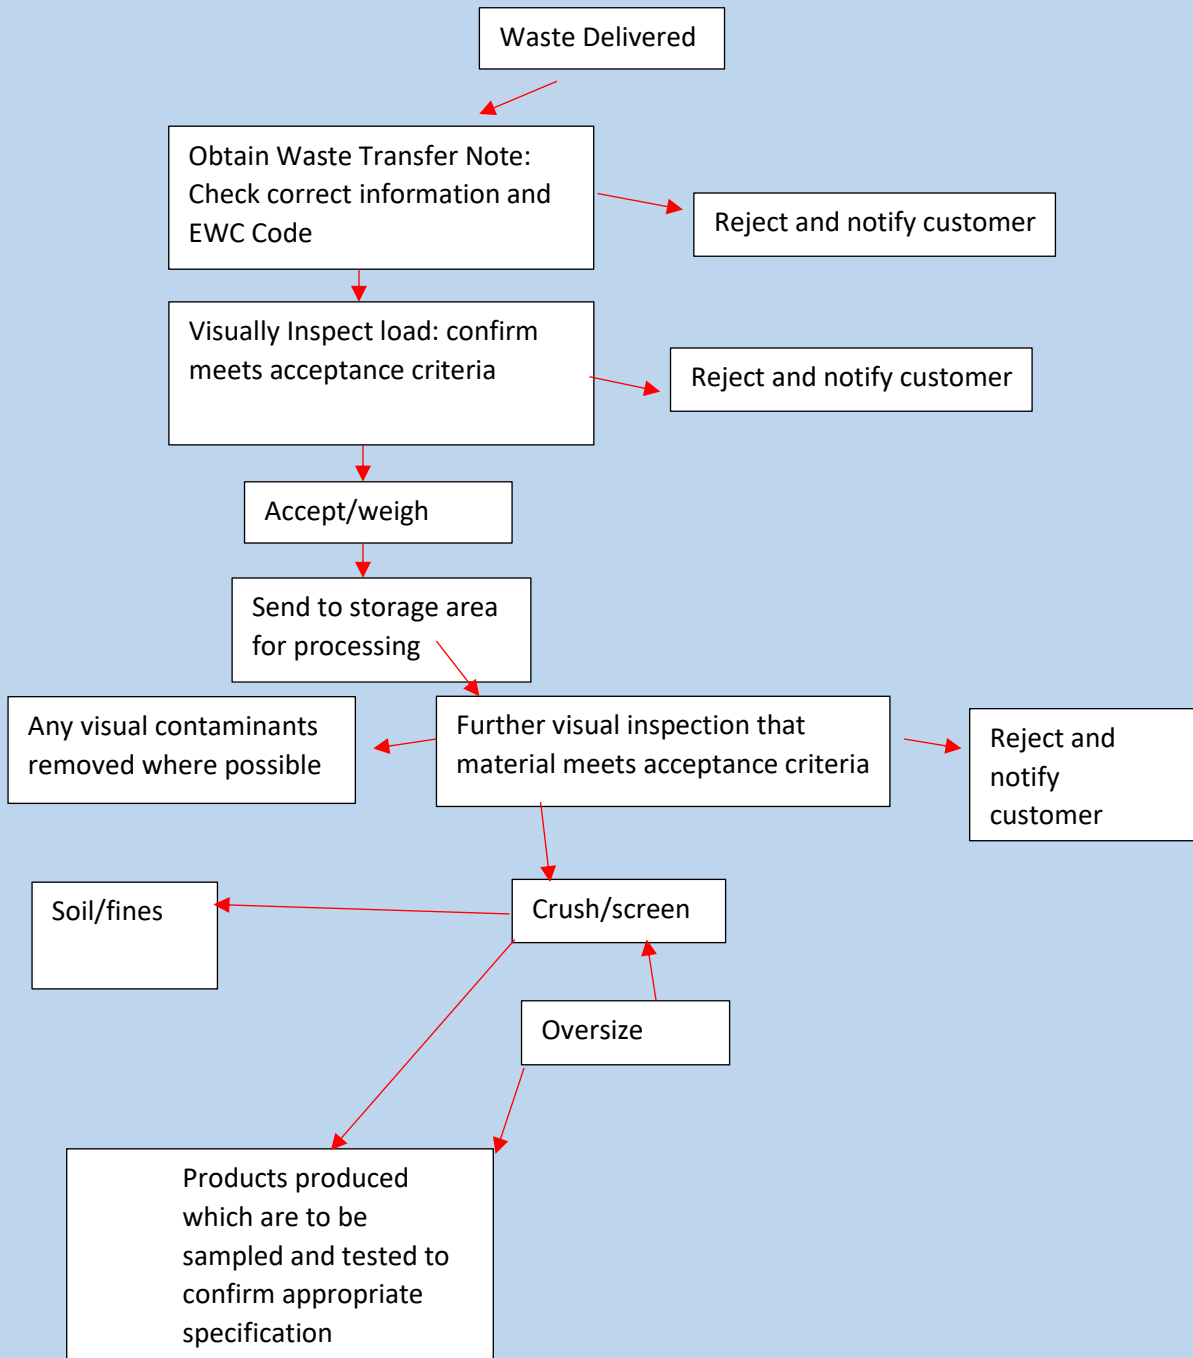 Waste Delivered
Obtain Waste Transfer Note:
Check correct information and
EWC Code
Reject and notify customer
Visually Inspect load: confirm
meets acceptance criteria
Reject and notify customer
Accept/weigh
Send to storage area
for processing
Any visual contaminants
removed where possible
Further visual inspection that
material meets acceptance criteria
Reject and
notify
customer
Soil/fines
Crush/screen
Oversize
Products produced
which are to be
sampled and tested to
confirm appropriate
specification